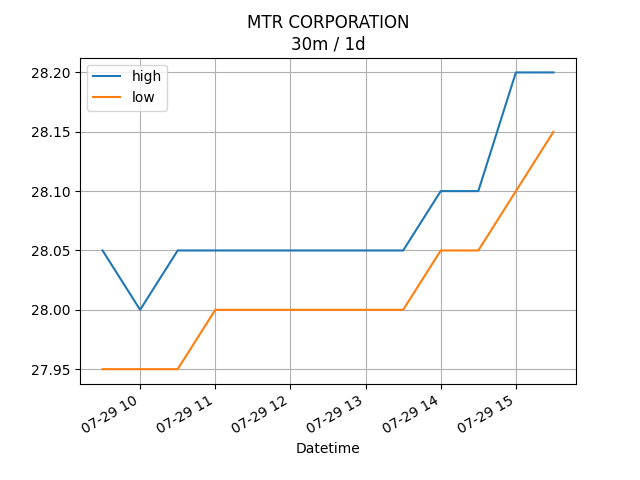 MTR CORPORATION
30m / 1d
high
low
28.20
28.15
28.10
28.05
28.00
27.95
07-29 10
07-29 11
07-29 12
07-29 13
07-29 14
07-29 15
Datetime